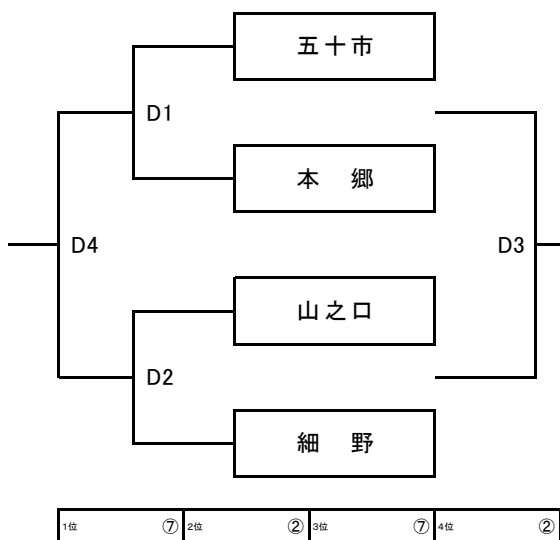 五十市
D1
本 郷
D4
D3
山之口
D2
細 野
1位 ⑦ 2位 ② 3位 ⑦ 4位 ②